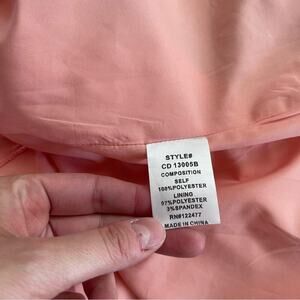 STYLE#
CD 13005B
COMPOSITION
SELF
100%POLYESTER
LINING
97%POLYESTER
3%SPANDEX
RN#122477
MADE IN CHINA